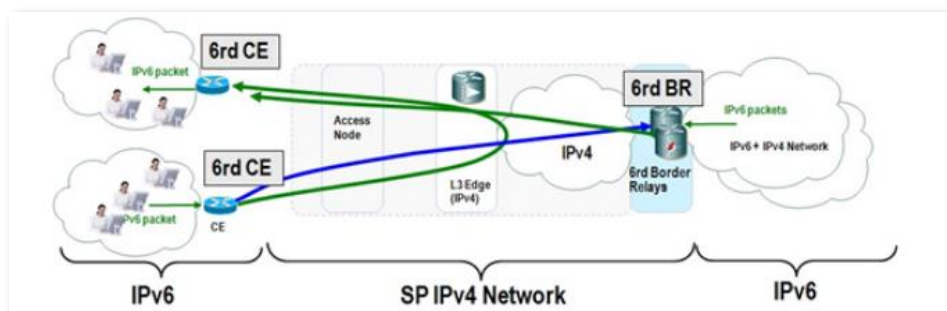 6rd CE
IPv6 packet
6rd CE
Pv6 packet
CE
Access
Node
L3 Edge
(IPv4)
IPv4
6rd BR
6rd Border
Relays
IPv6 packets
IPv6 + IPv4 Network
IPv6
SP IPv4 Network
IPv6